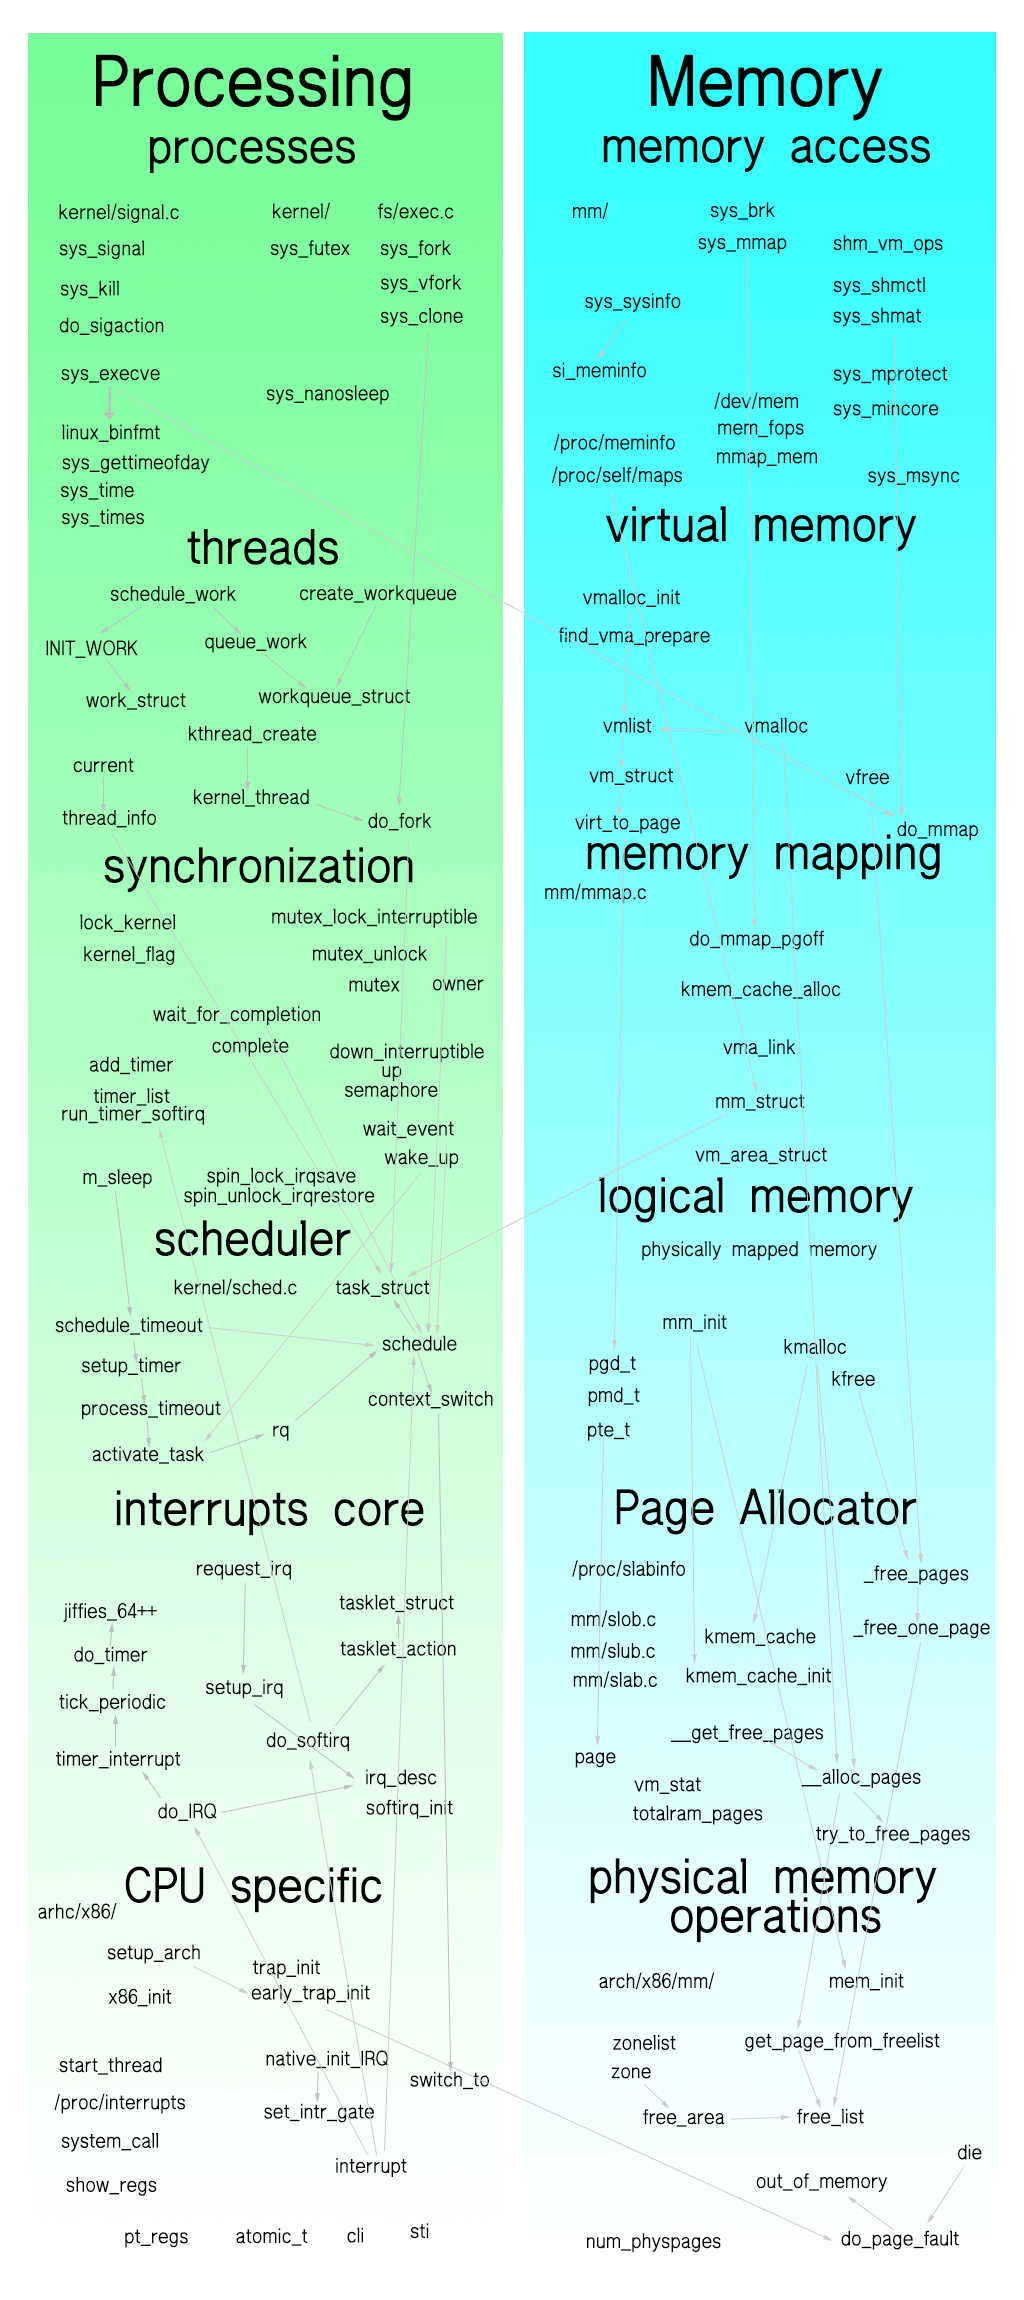 Processing
processes
kernel/signal.c
kernel/
fs/exec.c
sys_signal
sys_futex
sys_fork
sys_kill
sys_vfork
do_sigaction
sys_clone
sys_execve
sys_nanosleep
linux_binfmt
sys_gettimeofday
sys_time
sys_times
threads
schedule_work
create_workqueue
INIT_WORK
queue_work
work_struct
workqueue_struct
kthread_create
current
kernel_thread
thread_info
do_fork
synchronization
lock_kernel
mutex_lock_interruptible
kernel_flag
mutex_unlock
mutex
owner
wait_for_completion
complete
down_interruptible
add_timer
up
timer_list
semaphore
run_timer_softirq
wait_event
wake_up
m_sleep
spin_lock_irqsave
spin_unlock_irqrestore
scheduler
kernel/sched.c
task_struct
schedule_timeout
schedule
setup_timer
process_timeout
context_switch
rq
activate_task
interrupts core
request_irq
jiffies_64++
tasklet_struct
do_timer
tasklet_action
tick_periodic
setup_irq
timer_interrupt
do_softirq
irq_desc
do_IRQ
softirq_init
CPU specific
arhc/x86/
setup_arch
trap_init
x86_init
early_trap_init
start_thread
native_init_IRQ
switch_to
/proc/interrupts
set_intr_gate
system_call
interrupt
show_regs
pt_regs
atomic_t
cli
sti
Memory
memory access
mm/
sys_brk
sys_mmap
shm_vm_ops
sys_sysinfo
sys_shmctl
sys_shmat
si_meminfo
sys_mprotect
/dev/mem
sys_mincore
mem_fops
/proc/meminfo
mmap_mem
/proc/self/maps
sys_msync
virtual memory
vmalloc_init
find_vma_prepare
vmlist
vmalloc
vm_struct
vfree
virt_to_page
do_mmap
memory mapping
mm/mmap.c
do_mmap_pgoff
kmem_cache_alloc
vma_link
mm_struct
vm_area_struct
logical memory
physically mapped memory
mm_init
kmalloc
pgd_t
kfree
pmd_t
pte_t
Page Allocator
/proc/slabinfo
_free_pages
mm/slob.c
kmem_cache
_free_one_page
mm/slub.c
mm/slab.c
kmem_cache_init
__get_free_pages
page
__alloc_pages
vm_stat
totalram_pages
try_to_free_pages
physical memory
operations
arch/x86/mm/
mem_init
zonelist
get_page_from_freelist
zone
free_area
free_list
die
out_of_memory
num_physpages
do_page_fault